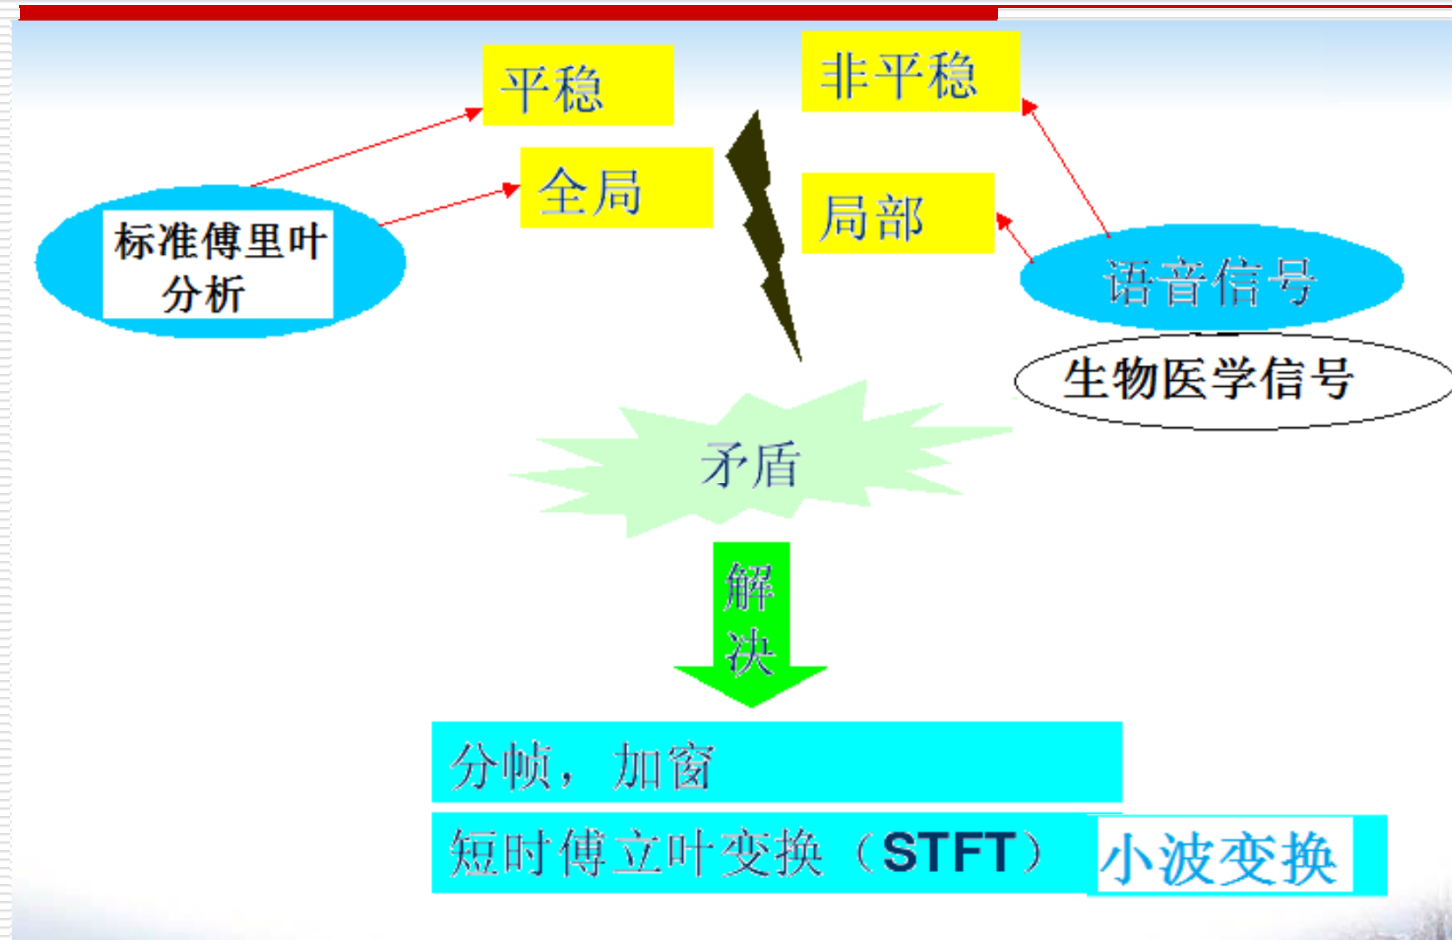 平稳
非平稳
全局
局部
标准傅里叶
分析
语音信号
生物医学信号
矛盾
解
决
分帧，加窗
短时傅立叶变换（STFT）
小波变换